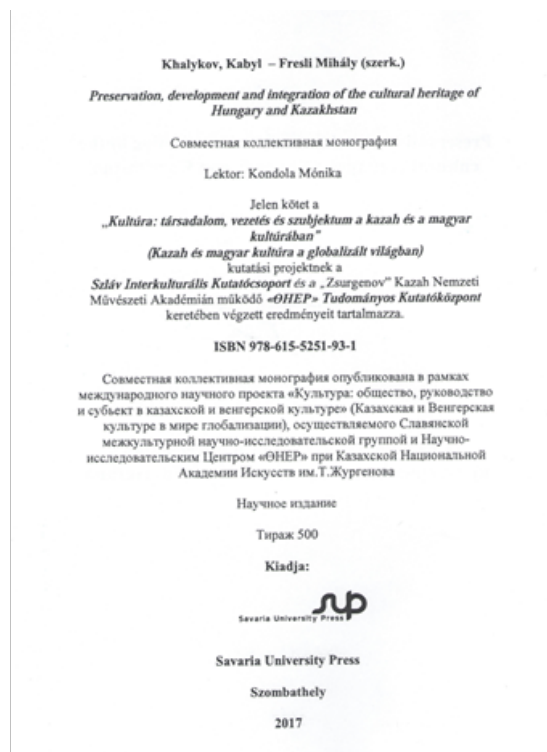 Khalykov, Kabyl – Fresli Mihály (szerk.)
Preservation, development and integration of the cultural heritage of
Hungary and Kazakhstan
Совместная коллективная монография
Lektor: Kondola Mónika
Jelen kötet a
„Kultúra: társadalom, vezetés és szubjektum a kazah és a magyar
kultúrában”
(Kazah és magyar kultúra a globalizált világban)
kutatási projektnek a
Szláv Interkulturális Kutatócsoport és a „Zsurgenov” Kazah Nemzeti
Művészeti Akadémián működő «ӨНЕР» Tudományos Kutatóközpont
keretében végzett eredményeit tartalmazza.
ISBN 978-615-5251-93-1
Совместная коллективная монография опубликована в рамках
международного научного проекта «Культура: общество, руководство
и субъект в казахской и венгерской культуре» (Казахская и Венгерская
культуре в мире глобализации), осуществляемого Славянской
межкультурной научно-исследовательской группой и Научно-
исследовательским Центром «ӨНЕР» при Казахской Национальной
Академии Искусств им.Т.Жургенова
Научное издание
Тираж 500
Kiadja:
sup
Savaria University Press
Savaria University Press
Szombathely
2017